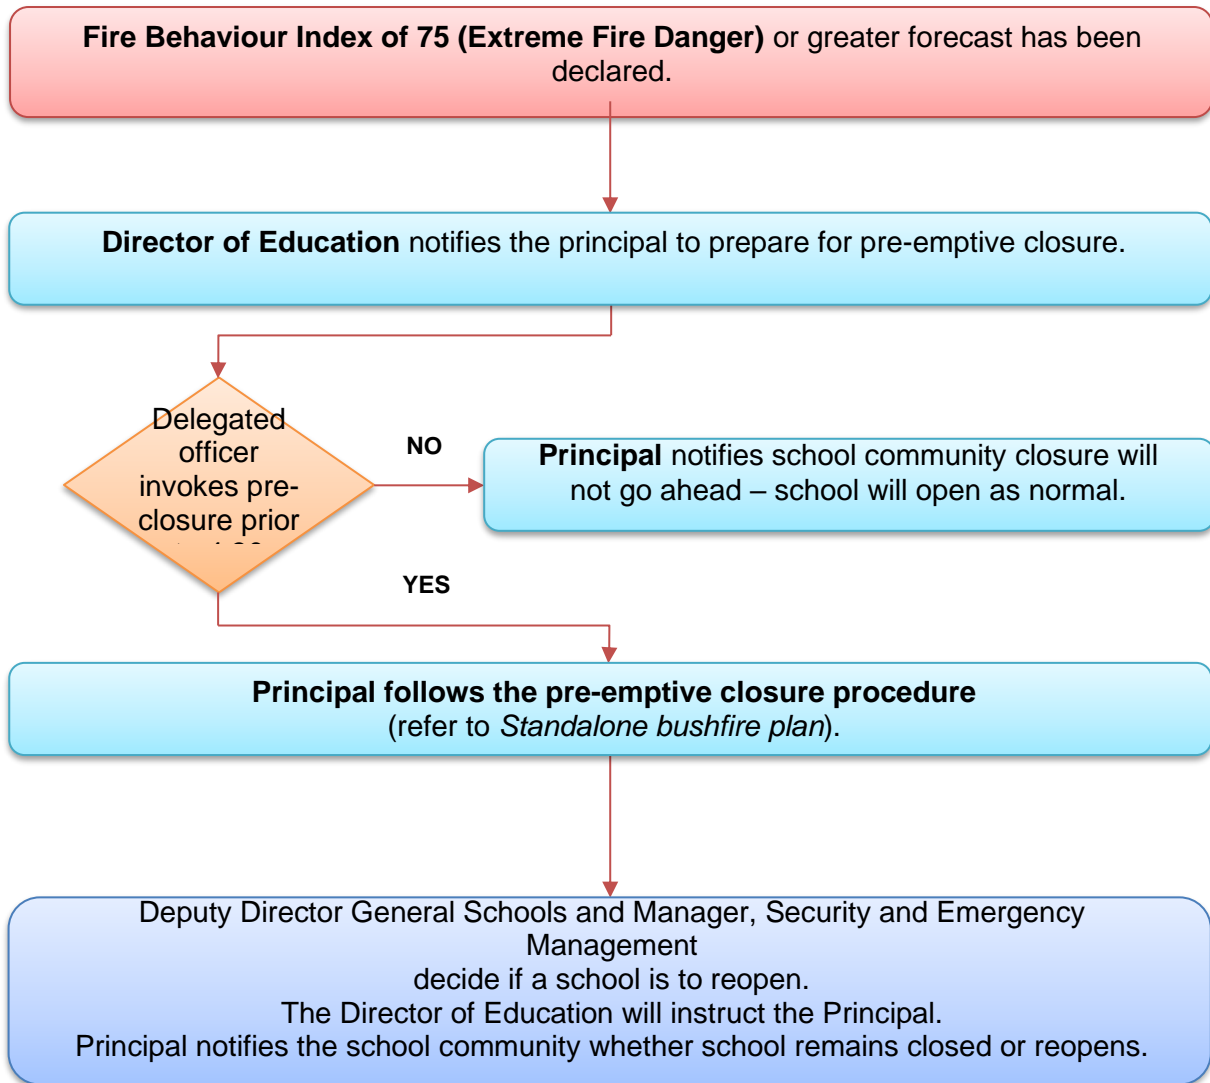 Fire Behaviour Index of 75 (Extreme Fire Danger) or greater forecast has been
declared.
Director of Education notifies the principal to prepare for pre-emptive closure.
Delegated
officer
invokes pre-
closure prior
NO
Principal notifies school community closure will
not go ahead – school will open as normal.
YES
Principal follows the pre-emptive closure procedure
(refer to Standalone bushfire plan).
Deputy Director General Schools and Manager, Security and Emergency
Management
decide if a school is to reopen.
The Director of Education will instruct the Principal.
Principal notifies the school community whether school remains closed or reopens.